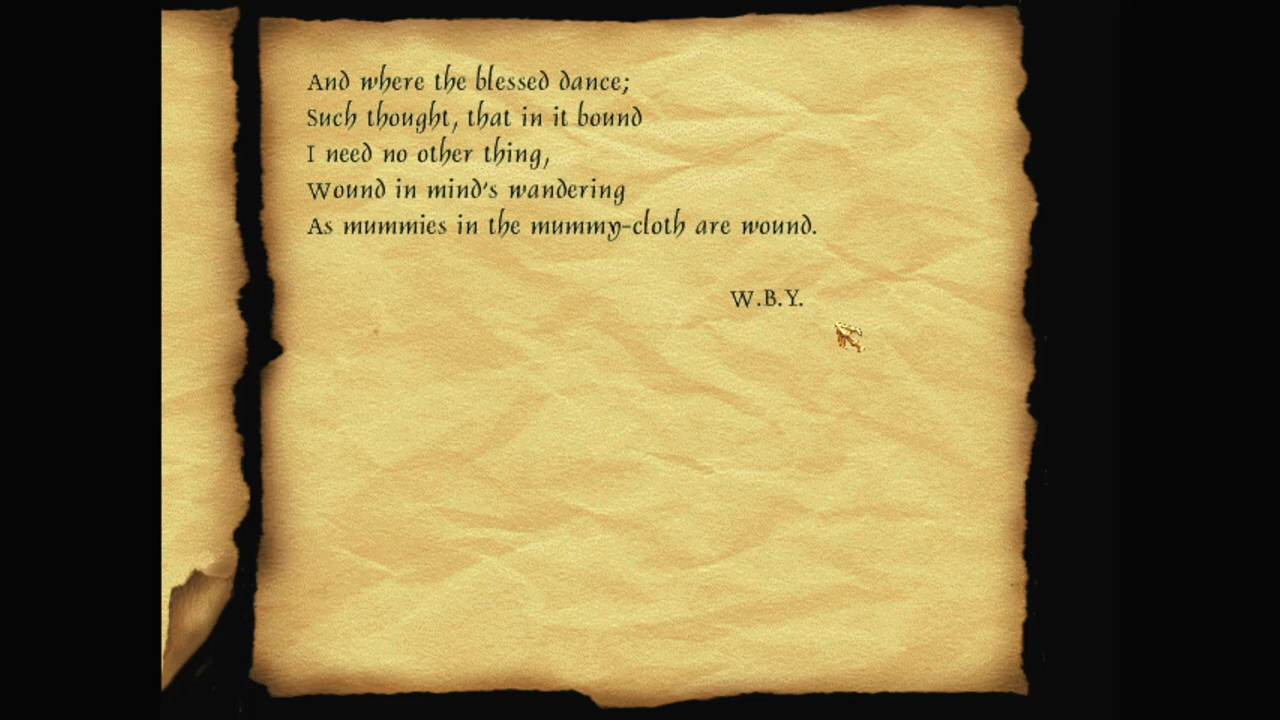 And where the blessed dance;
Such thought, that in it bound
I need no other thing,
Wound in mind's wandering
As mummies in the mummy-cloth are wound.
W.B.Y.